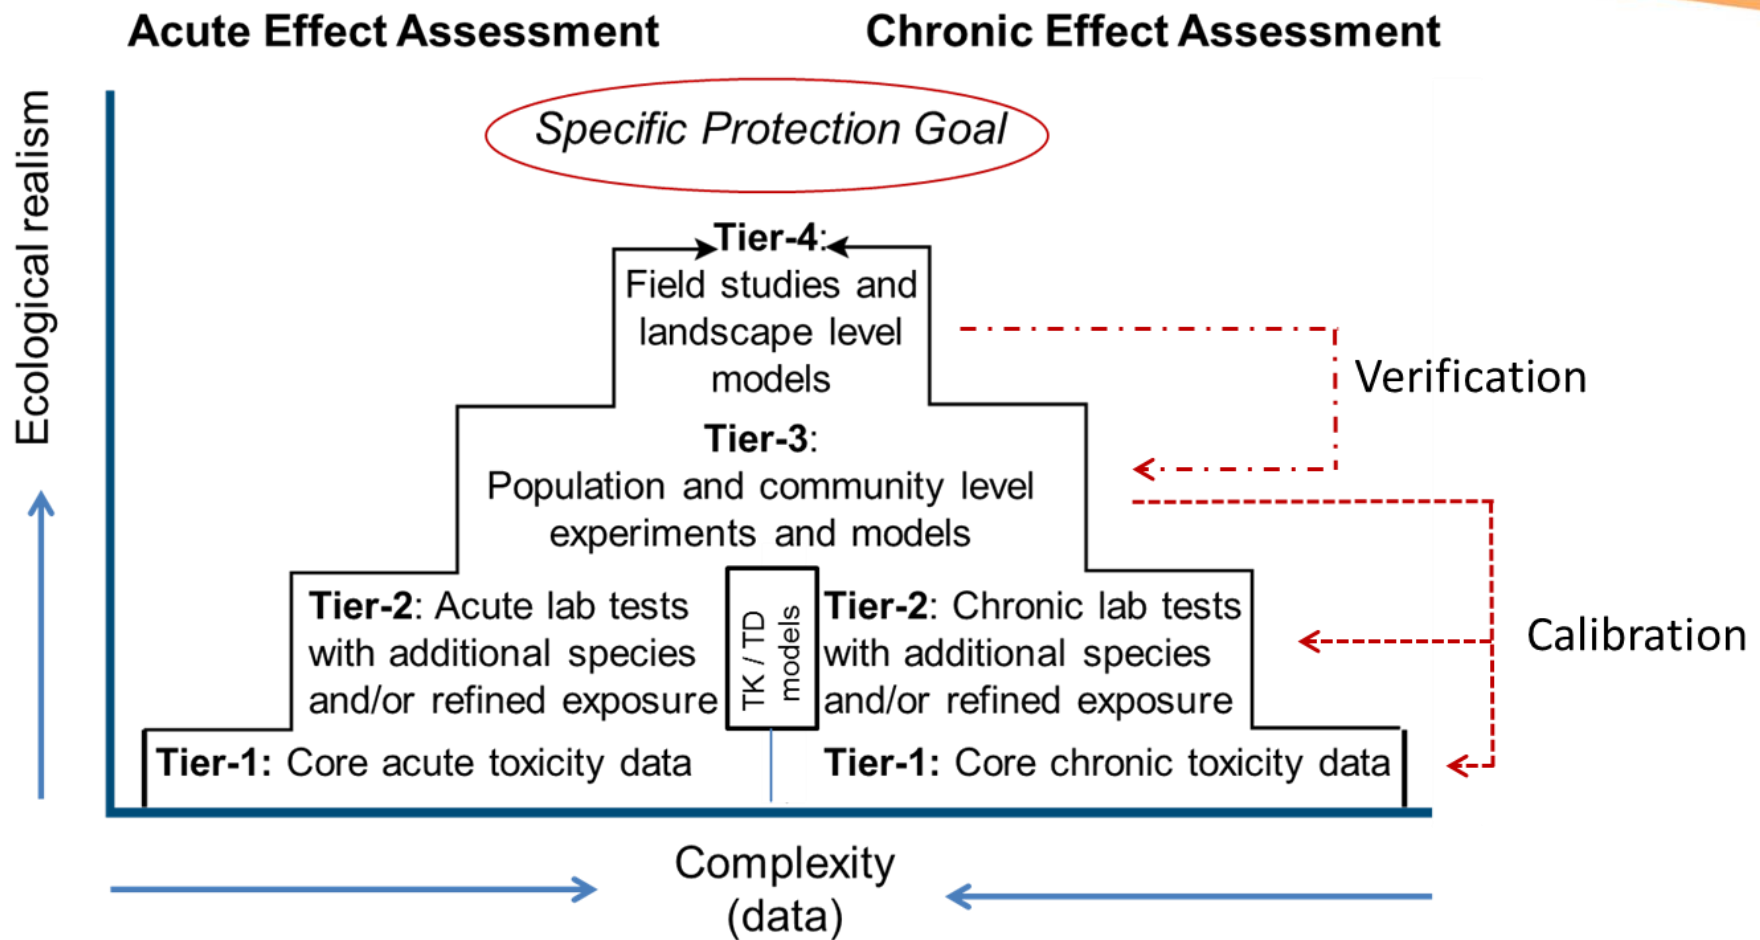 Acute Effect Assessment
Chronic Effect Assessment
Ecological realism
Specific Protection Goal
Tier-4:
Field studies and
landscape level
models
Verification
Tier-3:
Population and community level
experiments and models
Tier-2: Acute lab tests
with additional species
and/or refined exposure
TK / TD
models
Tier-2: Chronic lab tests
with additional species
and/or refined exposure
Calibration
Tier-1: Core acute toxicity data
Tier-1: Core chronic toxicity data
Complexity
(data)